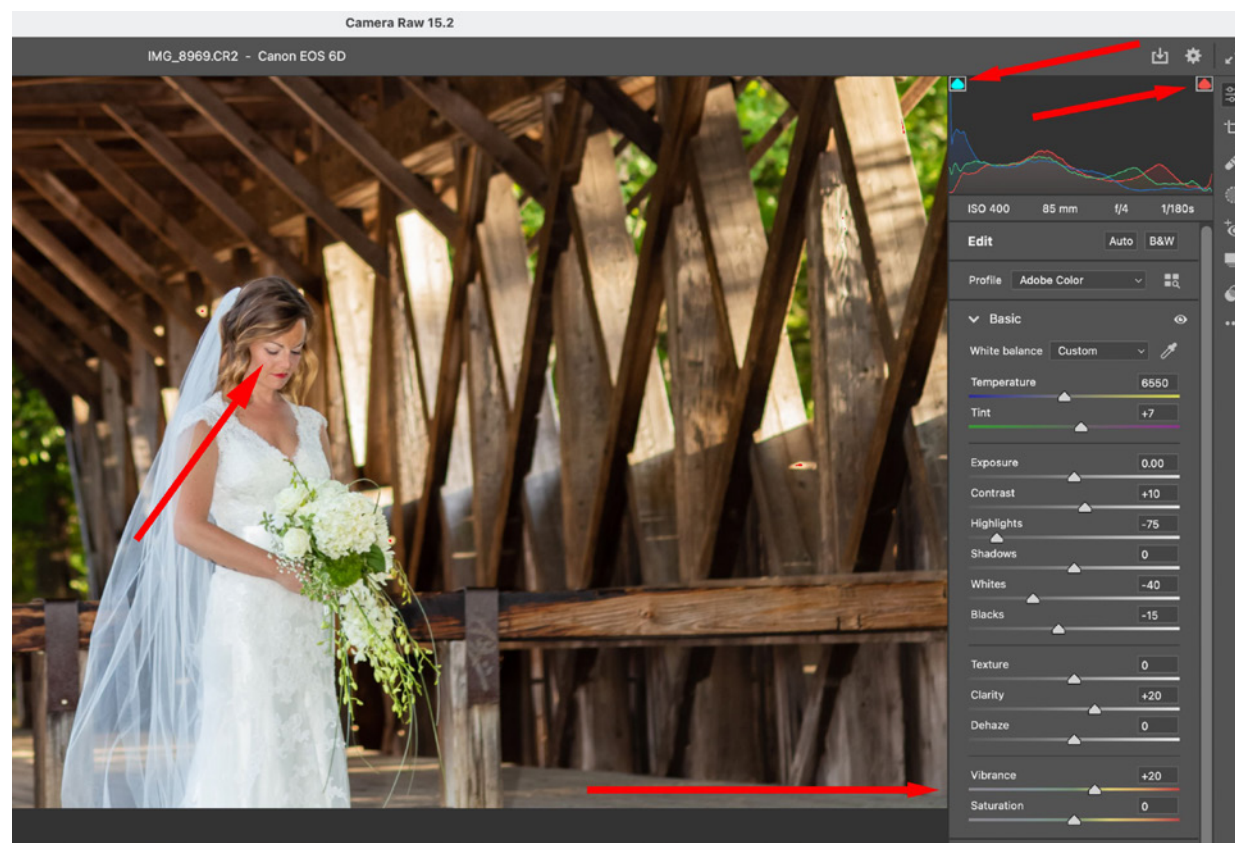 Camera Raw 15.2
IMG_8969.CR2 - Canon EOS 6D
ISO 400 85 mm f/4 1/180s
Edit Auto B&W
Profile Adobe Color
Basic
White balance Custom
Temperature 6550
Tint +7
Exposure 0.00
Contrast +10
Highlights -75
Shadows 0
Whites -40
Blacks -15
Texture 0
Clarity +20
Dehaze 0
Vibrance +20
Saturation 0